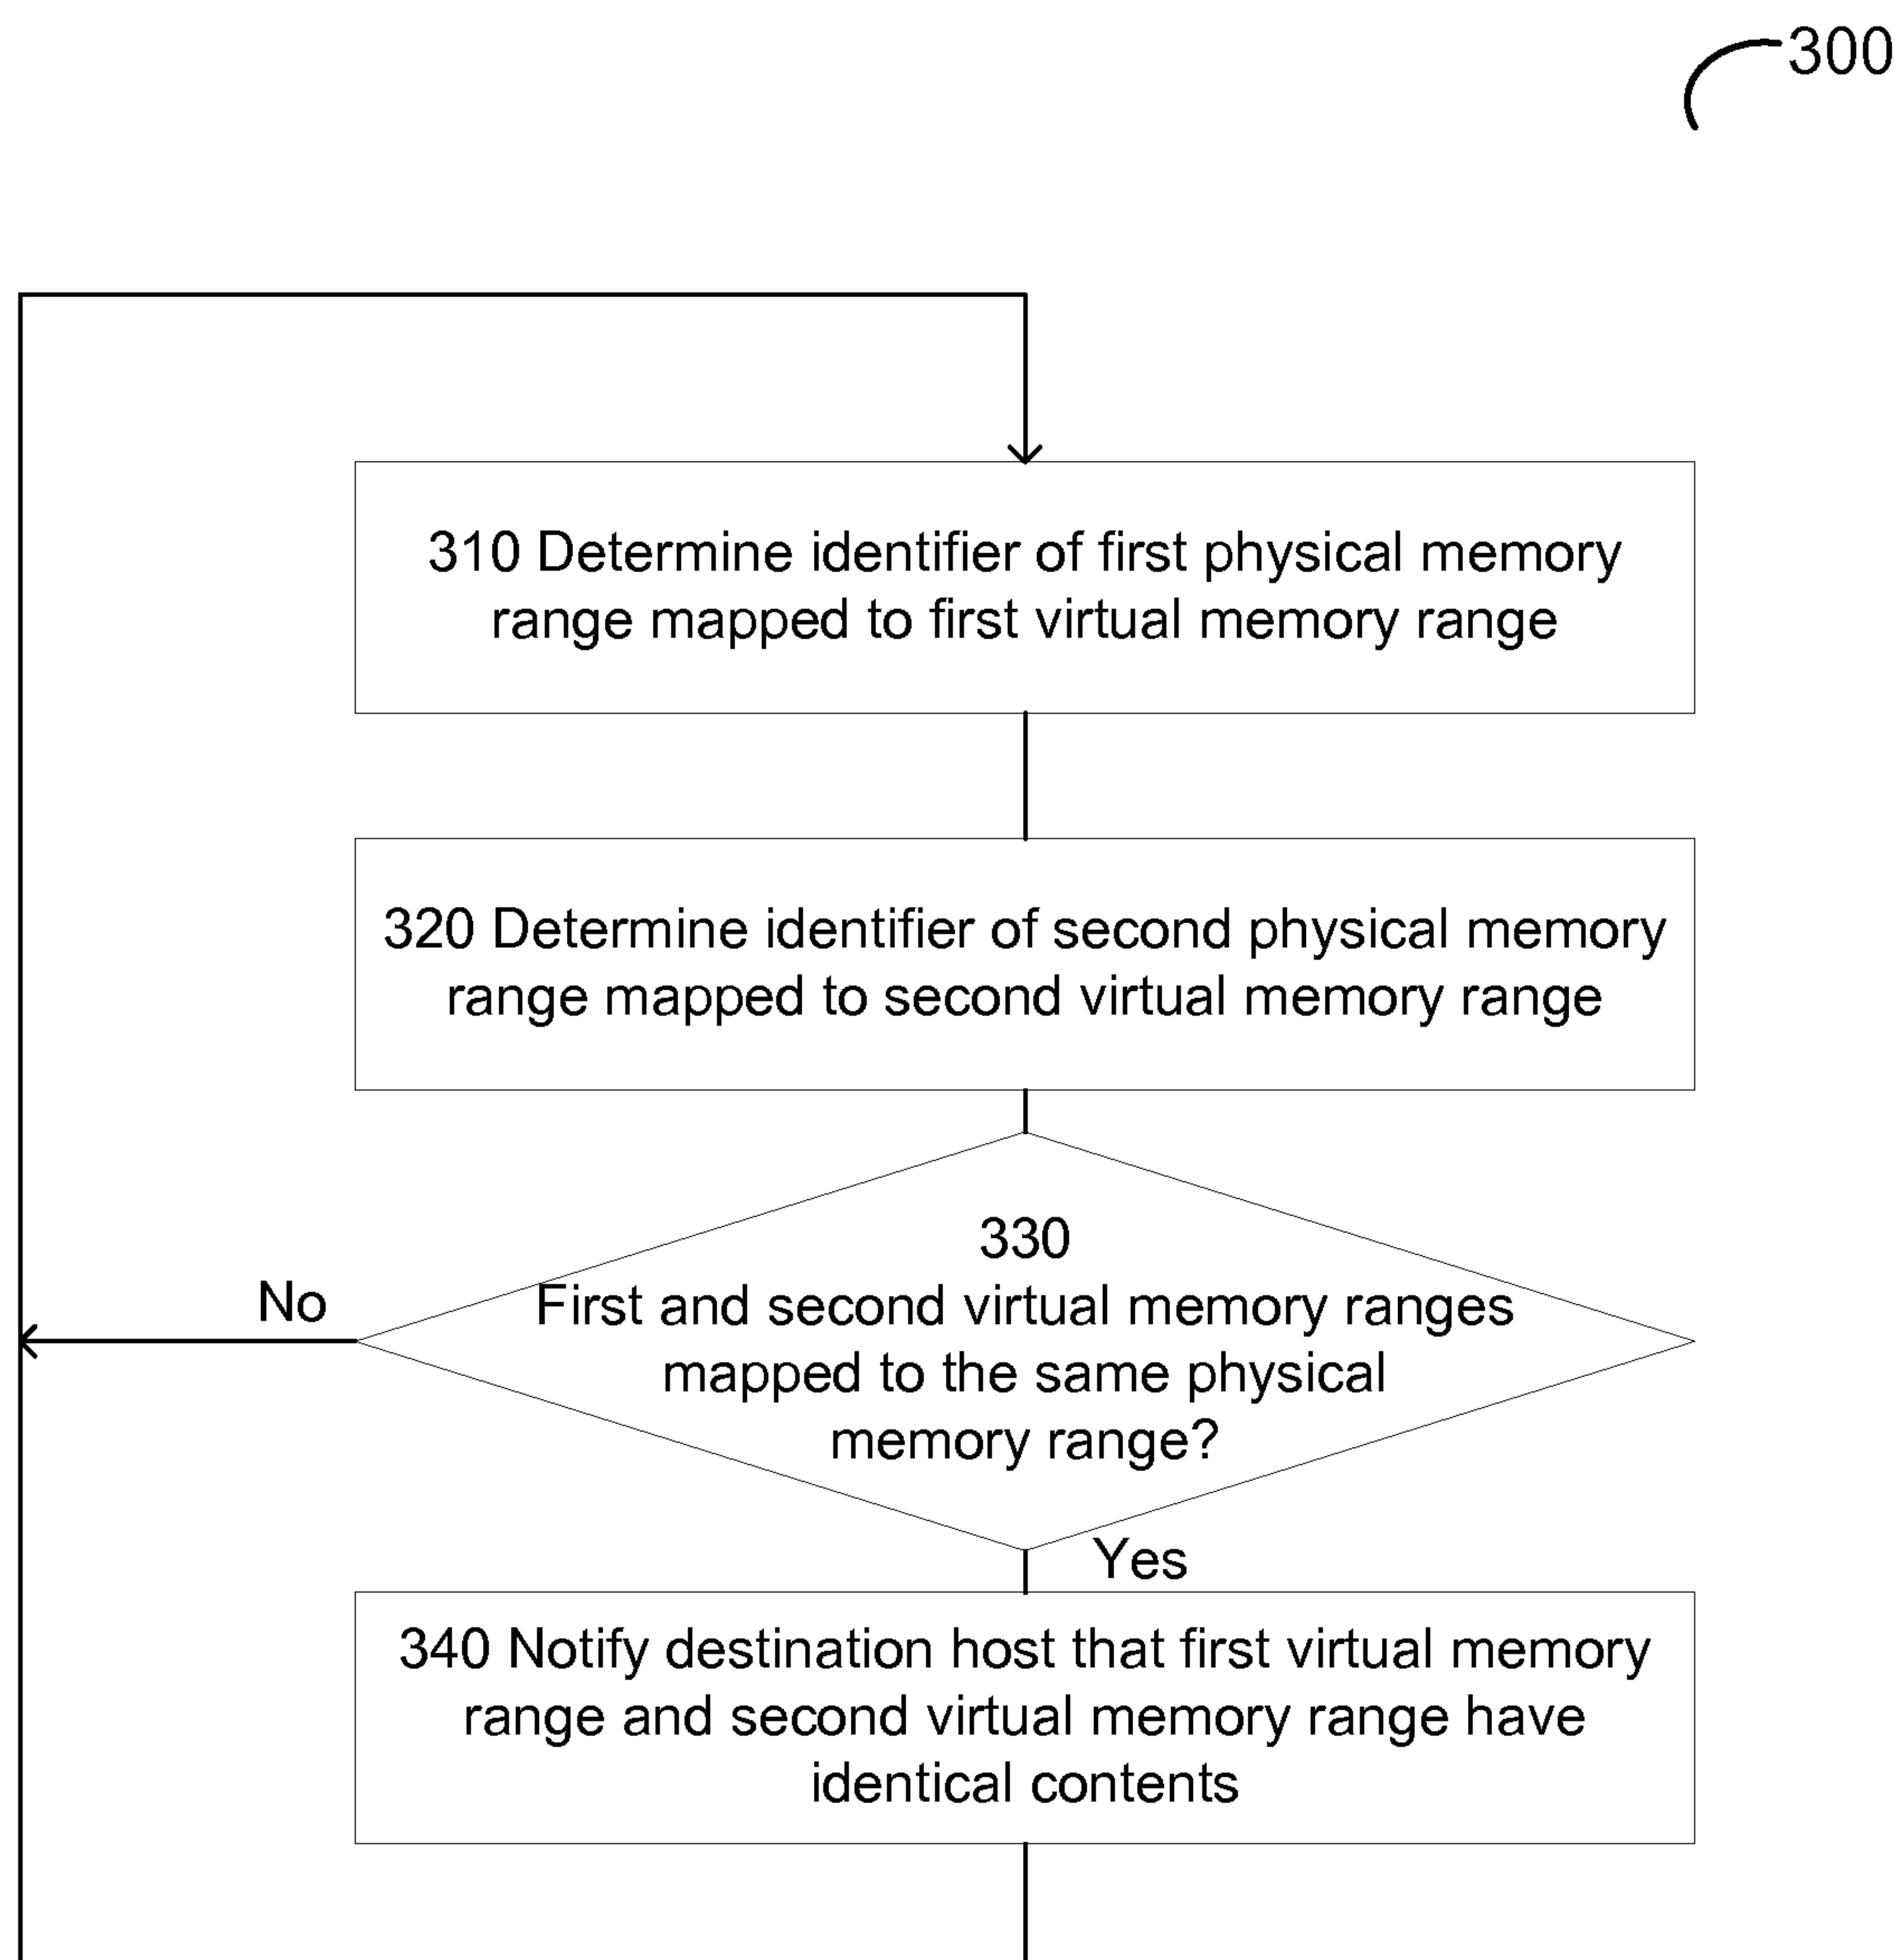 300
310 Determine identifier of first physical memory
range mapped to first virtual memory range
320 Determine identifier of second physical memory
range mapped to second virtual memory range
330
First and second virtual memory ranges
mapped to the same physical
memory range?
No
Yes
340 Notify destination host that first virtual memory
range and second virtual memory range have
identical contents